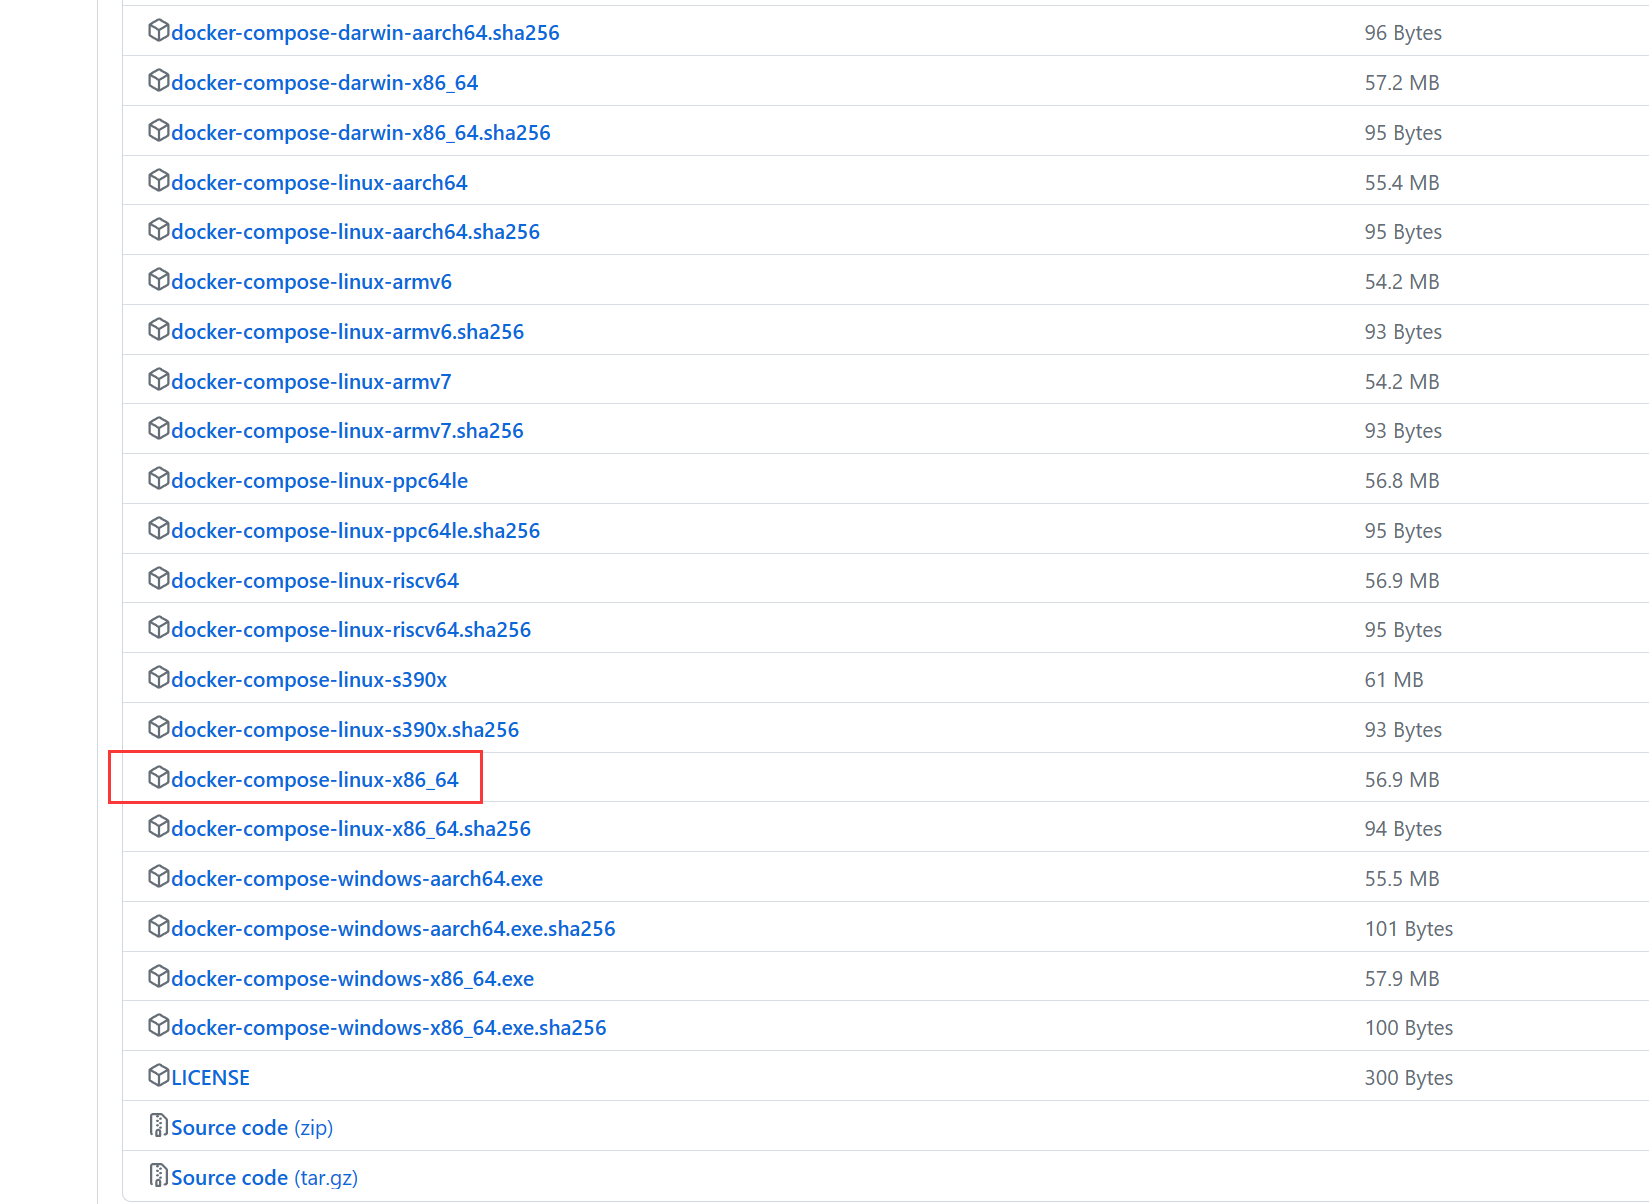 docker-compose-darwin-aarch64.sha256 96 Bytes
docker-compose-darwin-x86_64 57.2 MB
docker-compose-darwin-x86_64.sha256 95 Bytes
docker-compose-linux-aarch64 55.4 MB
docker-compose-linux-aarch64.sha256 95 Bytes
docker-compose-linux-armv6 54.2 MB
docker-compose-linux-armv6.sha256 93 Bytes
docker-compose-linux-armv7 54.2 MB
docker-compose-linux-armv7.sha256 93 Bytes
docker-compose-linux-ppc64le 56.8 MB
docker-compose-linux-ppc64le.sha256 95 Bytes
docker-compose-linux-riscv64 56.9 MB
docker-compose-linux-riscv64.sha256 95 Bytes
docker-compose-linux-s390x 61 MB
docker-compose-linux-s390x.sha256 93 Bytes
docker-compose-linux-x86_64 56.9 MB
docker-compose-linux-x86_64.sha256 94 Bytes
docker-compose-windows-aarch64.exe 55.5 MB
docker-compose-windows-aarch64.exe.sha256 101 Bytes
docker-compose-windows-x86_64.exe 57.9 MB
docker-compose-windows-x86_64.exe.sha256 100 Bytes
LICENSE 300 Bytes
Source code (zip)
Source code (tar.gz)